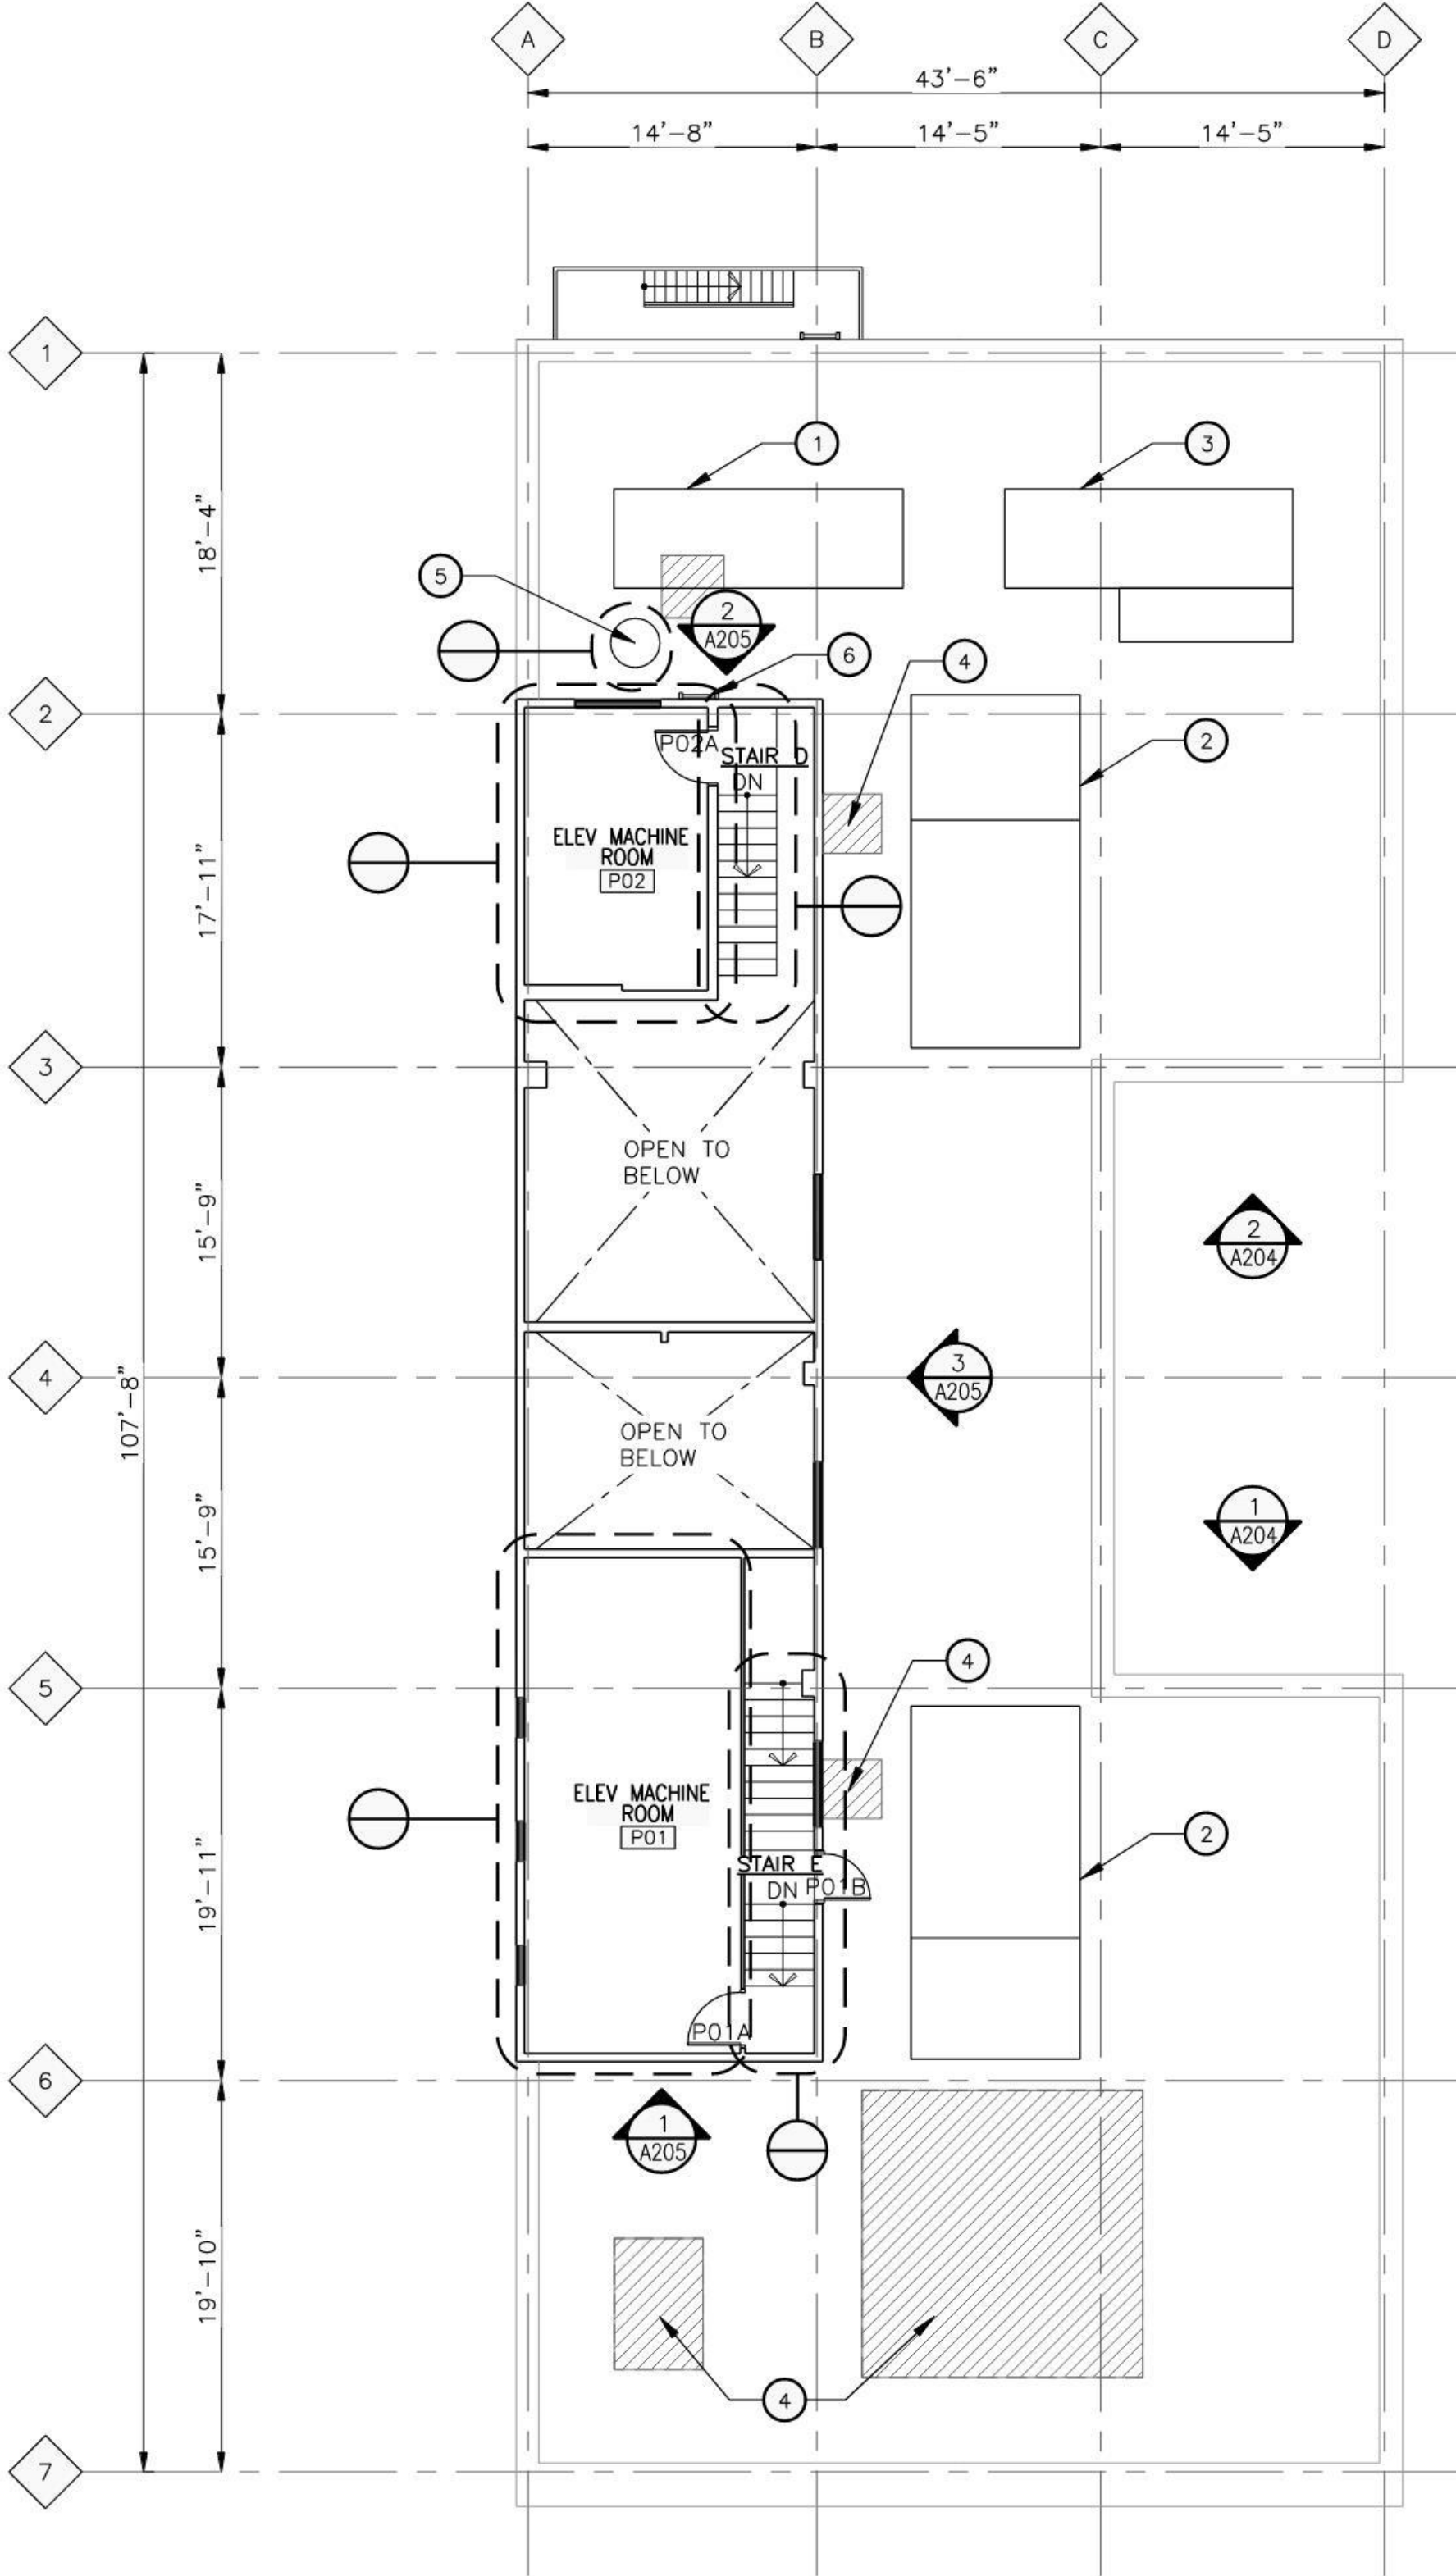 A
B
C
D
43'-6"
14'-8"
14'-5"
14'-5"
1
1
3
18'-4"
5
2
A205
6
4
2
2
P02A
STAIR D
DN
ELEV MACHINE
ROOM
P02
17'-11"
3
OPEN TO
BELOW
15'-9"
2
A204
4
3
A205
107'-8"
OPEN TO
BELOW
15'-9"
1
A204
4
5
ELEV MACHINE
ROOM
P01
2
19'-11"
STAIR E
DN
P01B
P01A
6
1
A205
19'-10"
4
7